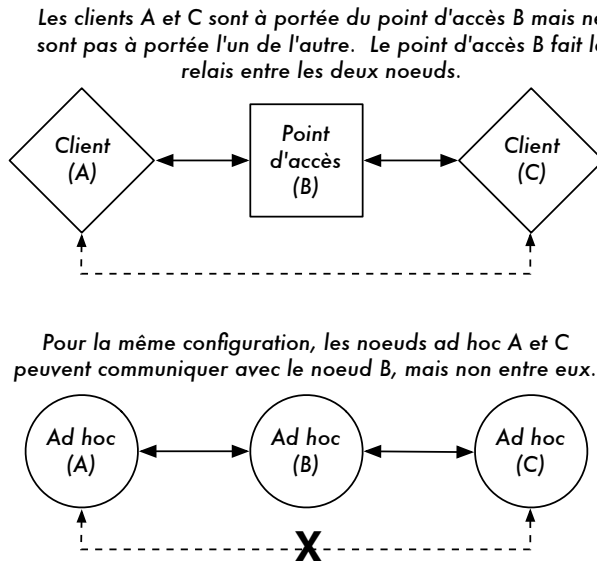 Les clients A et C sont à portée du point d'accès B mais ne
sont pas à portée l'un de l'autre. Le point d'accès B fait le
relais entre les deux noeuds.
Client
(A)
Point
d'accès
(B)
Client
(C)
Pour la même configuration, les noeuds ad hoc A et C
peuvent communiquer avec le noeud B, mais non entre eux.
Ad hoc
(A)
Ad hoc
(B)
Ad hoc
(C)
X